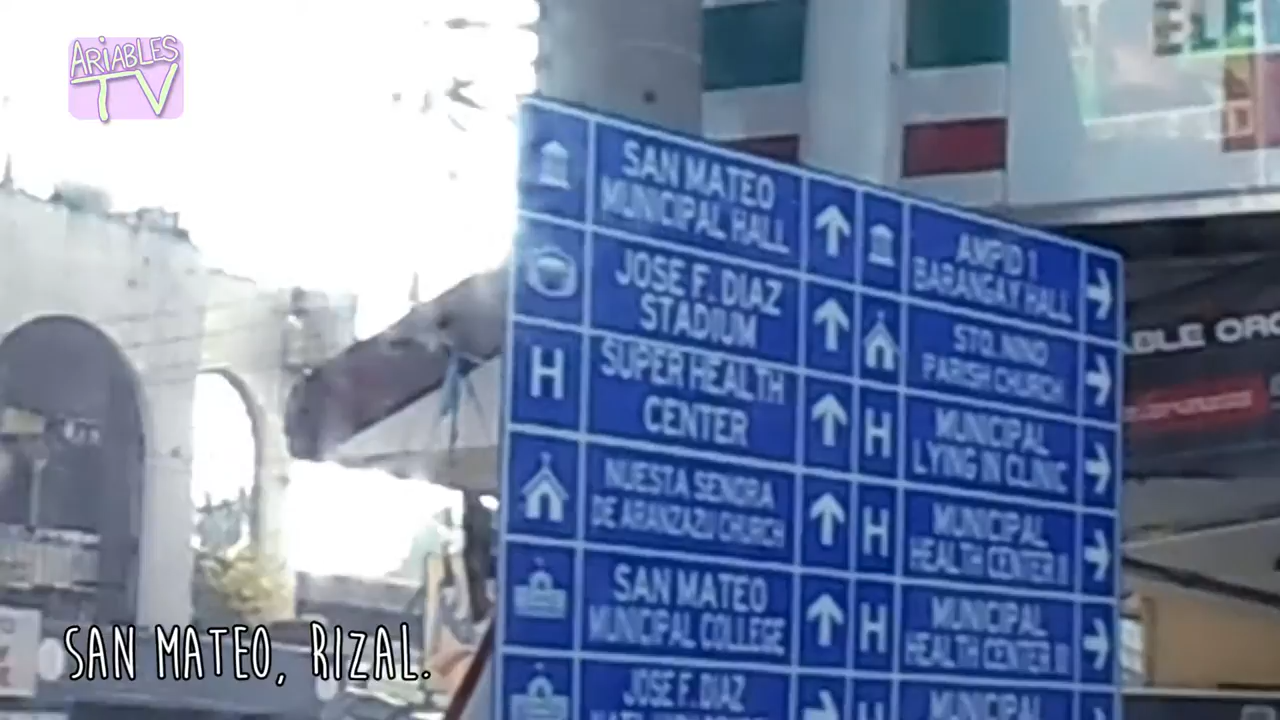 ARIABLES
TV
SAN MATEO
MUNICIPAL HALL
JOSE F. DIAZ
STADIUM
SUPER HEALTH
CENTER
NUESTA SENORA
DE ARANZAZU CHURCH
SAN MATEO
MUNICIPAL COLLEGE
JOSE F. DIAZ
AMPID 1
BARANGAY HALL
STO. NINO
PARISH CHURCH
H
MUNICIPAL
LYING IN CLINIC
H
MUNICIPAL
HEALTH CENTER II
H
MUNICIPAL
HEALTH CENTER III
H
MUNICIPAL
H
SAN MATEO, RIZAL.